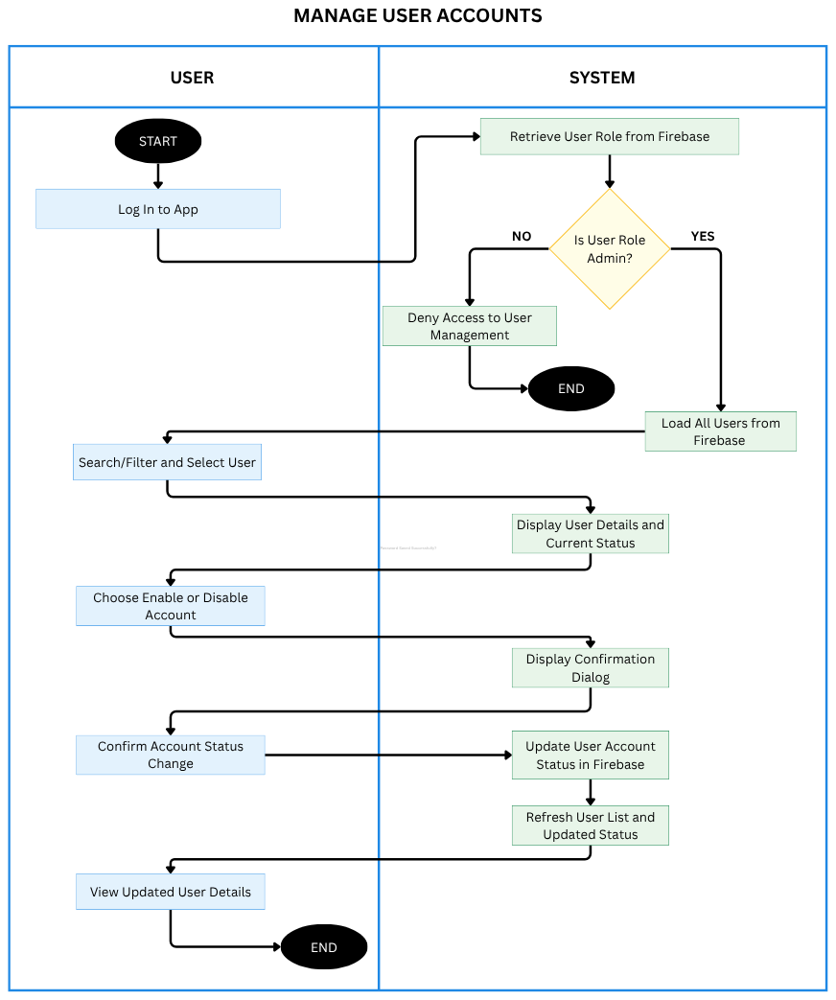 MANAGE USER ACCOUNTS
USER
SYSTEM
START
Retrieve User Role from Firebase
Log In to App
NO
YES
Is User Role
Admin?
Deny Access to User
Management
END
Load All Users from
Firebase
Search/Filter and Select User
Display User Details and
Current Status
Choose Enable or Disable
Account
Display Confirmation
Dialog
Confirm Account Status
Change
Update User Account
Status in Firebase
Refresh User List and
Updated Status
View Updated User Details
END